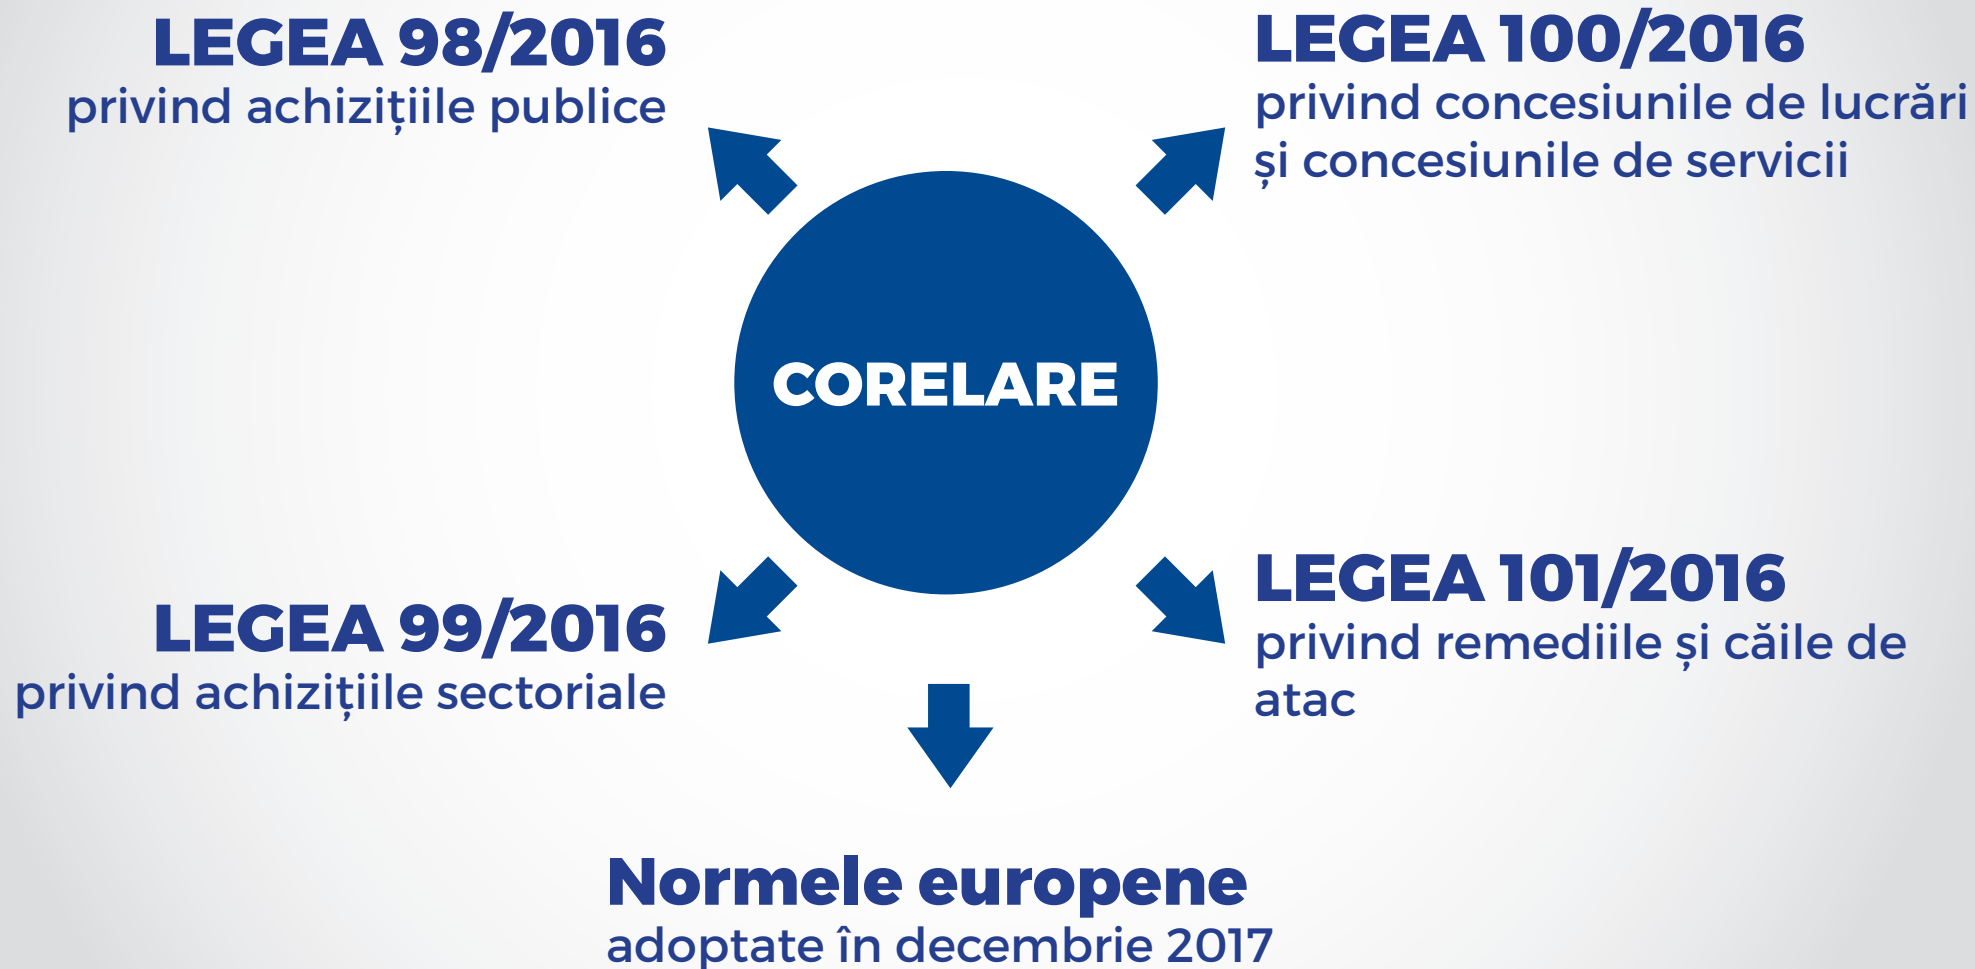 LEGEA 98/2016
privind achizițiile publice
LEGEA 100/2016
privind concesiunile de lucrări
și concesiunile de servicii
CORELARE
LEGEA 99/2016
privind achizițiile sectoriale
LEGEA 101/2016
privind remediile și căile de
atac
Normele europene
adoptate în decembrie 2017